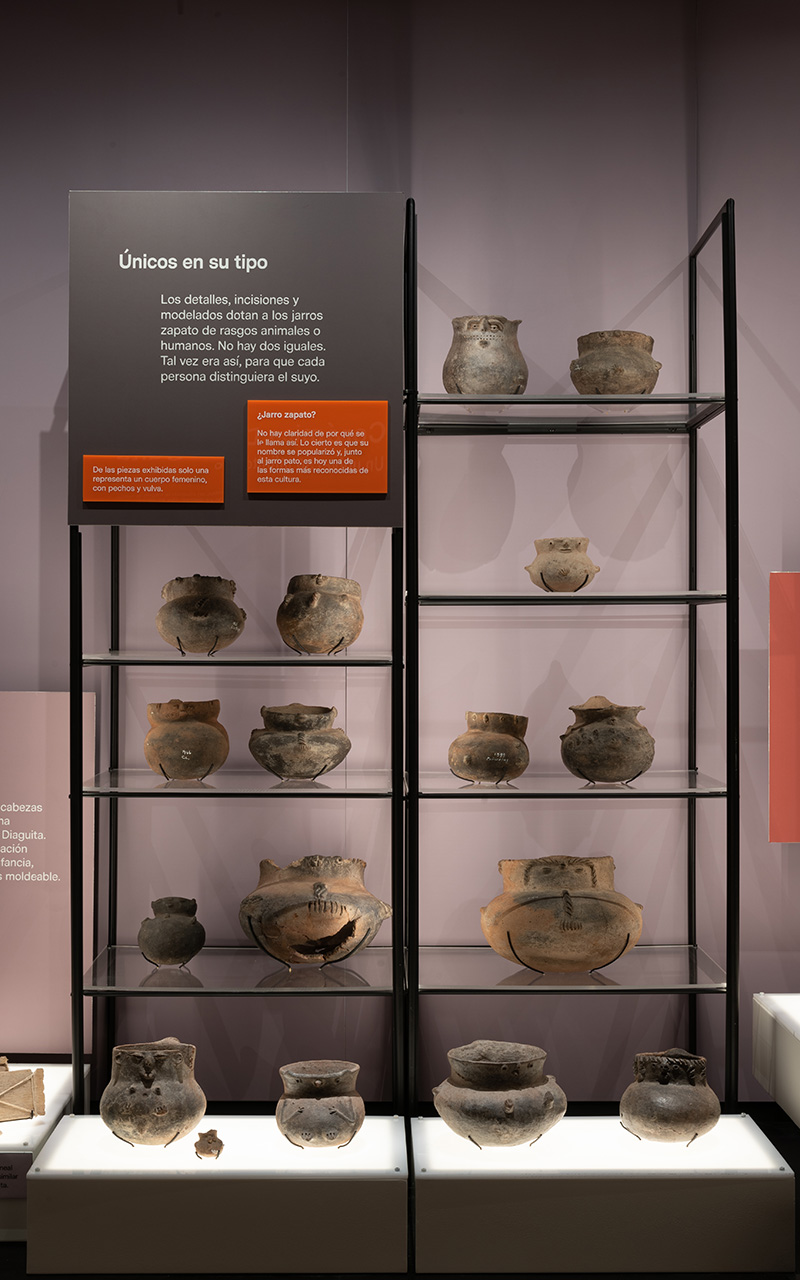 Únicos en su tipo
Los detalles, incisiones y
modelados dotan a los jarros
zapato de rasgos animales o
humanos. No hay dos iguales.
Tal vez era así, para que cada
persona distinguiera el suyo.
¿Jarro zapato?
No hay claridad de por qué se
le llama así. Lo cierto es que su
nombre se popularizó y, junto
al jarro pato, es hoy una de
las formas más reconocidas de
esta cultura.
De las piezas exhibidas solo una
representa un cuerpo femenino,
con pechos y vulva.
cabezas
Diaguita.
moldeable.